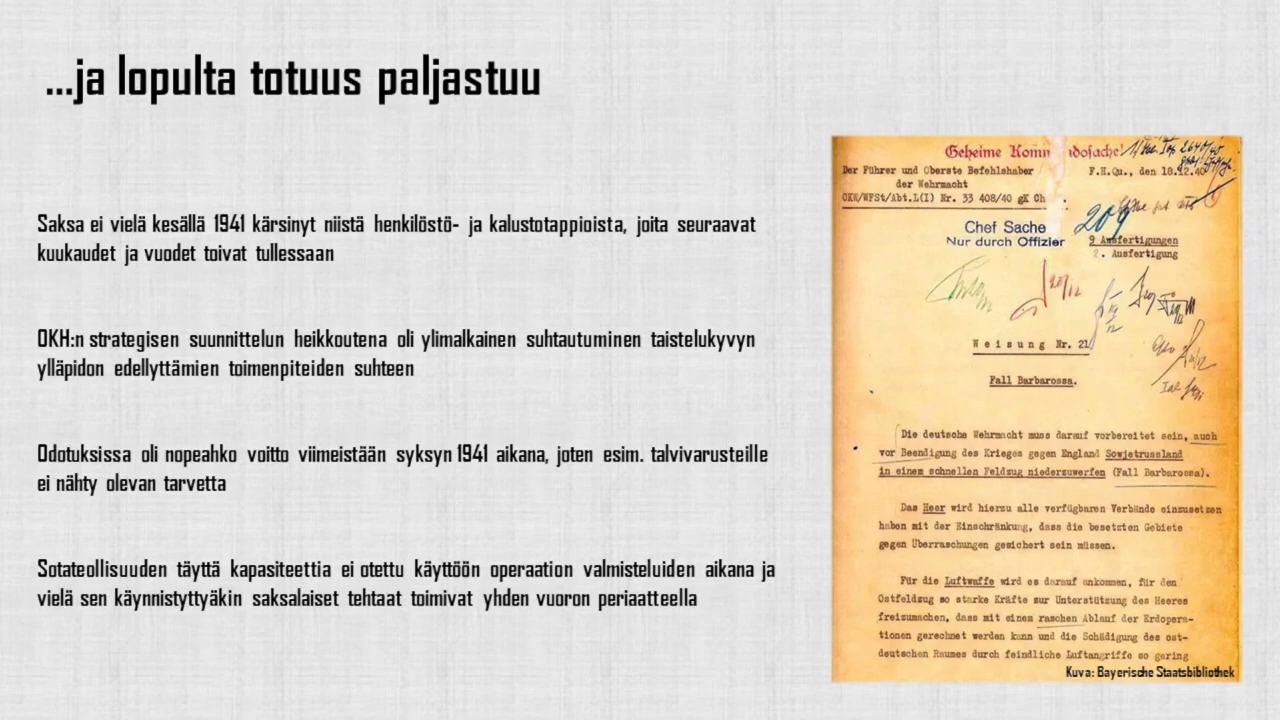 ...ja lopulta totuus paljastuu
Saksa ei vielä kesällä 1941 kärsinyt niistä henkilöstö- ja kalustotappioista, joita seuraavat
kuukaudet ja vuodet toivat tullessaan
OKH:n strategisen suunnittelun heikkoutena oli ylimalkainen suhtautuminen taistelukyvyn
ylläpidon edellyttämien toimenpiteiden suhteen
Odotuksissa oli nopeahko voitto viimeistään syksyn 1941 aikana, joten esim. talvivarusteille
ei nähty olevan tarvetta
Sotateollisuuden täyttä kapasiteettia ei otettu käyttöön operaation valmisteluiden aikana ja
vielä sen käynnistyttyäkin saksalaiset tehtaat toimivat yhden vuoron periaatteella
Geheime
Der Führer und Oberste Befehlshaber
der Wehrmacht
F.H.Qu., den 18.12.40
OKW/WFSt/Abt.L(I) Nr. 33 408/40 gK Ch
Chef Sache
Nur durch Offizier
209
9 Ausfertigungen
2. Ausfertigung
Weisung Nr. 21
Fall Barbarossa.
Die deutsche Wehrmacht muss darauf vorbereitet sein, auch
vor Beendigung des Krieges gegen England Sowjetrussland
in einem schnellen Feldzug niederzuwerfen (Fall Barbarossa).
Das Heer wird hierzu alle verfügbaren Verbände einzusetzen
haben mit der Einschränkung, dass die besetzten Gebiete
gegen Überraschungen gesichert sein müssen.
Für die Luftwaffe wird es darauf ankommen, für den
Ostfeldzug so starke Kräfte zur Unterstützung des Heeres
freizumachen, dass mit einem raschen Ablauf der Erdopera-
tionen gerechnet werden kann und die Schädigung des ost-
deutschen Raumes durch feindliche Luftangriffe so gering
Kuva: Bayerische Staatsbibliothek